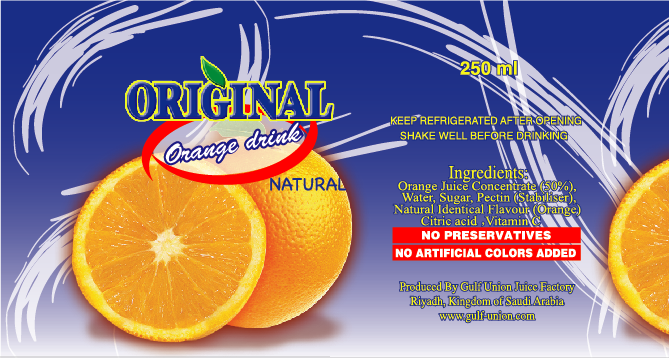 ORIGINAL
Orange drink
NATURAL
250 ml
KEEP REFRIGERATED AFTER OPENING
SHAKE WELL BEFORE DRINKING
Ingredients:
Orange Juice Concentrate (50%),
Water, Sugar, Pectin (Stabiliser),
Natural Identical Flavour (Orange)
Citric acid ,Vitamin C,
NO PRESERVATIVES
NO ARTIFICIAL COLORS ADDED
Produced By Gulf Union Juice Factory
Riyadh, Kingdom of Saudi Arabia
www.gulf-union.com